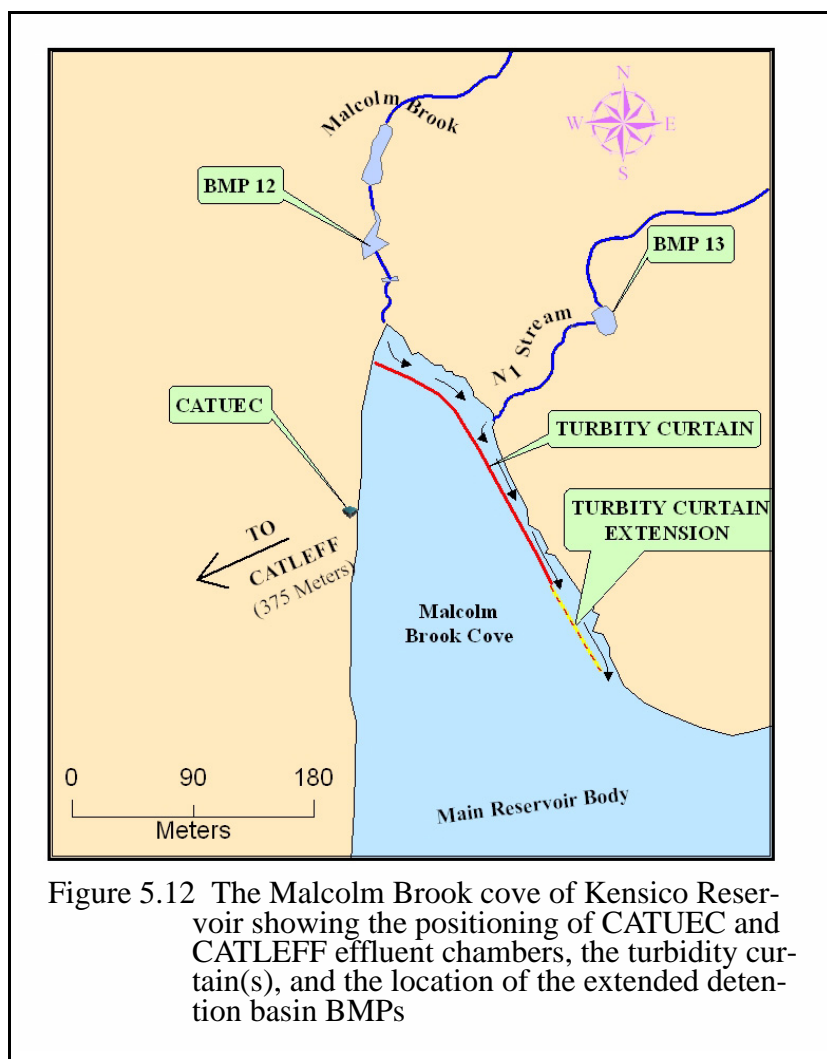 Malcolm Brook
N
W E
S
BMP 12
BMP 13
N1 Stream
CATUEC
TURBITY CURTAIN
TO
CATLEFF
(375 Meters)
TURBITY CURTAIN
EXTENSION
Malcolm
Brook Cove
0 90 180
Meters
Main Reservoir Body
Figure 5.12 The Malcolm Brook cove of Kensico Reser-
voir showing the positioning of CATUEC and
CATLEFF effluent chambers, the turbidity cur-
tain(s), and the location of the extended deten-
tion basin BMPs